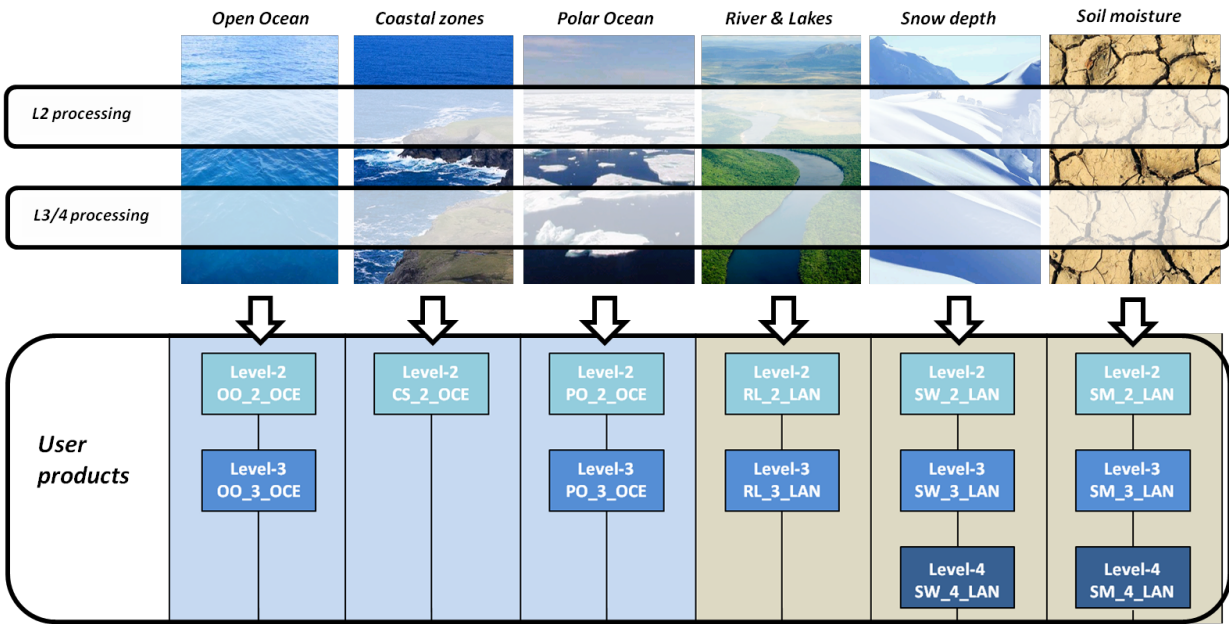 Open Ocean
Coastal zones
Polar Ocean
River & Lakes
Snow depth
Soil moisture
L2 processing
L3/4 processing
User
products
Level-2
OO_2_OCE
Level-2
CS_2_OCE
Level-2
PO_2_OCE
Level-2
RL_2_LAN
Level-2
SW_2_LAN
Level-2
SM_2_LAN
Level-3
OO_3_OCE
Level-3
PO_3_OCE
Level-3
RL_3_LAN
Level-3
SW_3_LAN
Level-3
SM_3_LAN
Level-4
SW_4_LAN
Level-4
SM_4_LAN